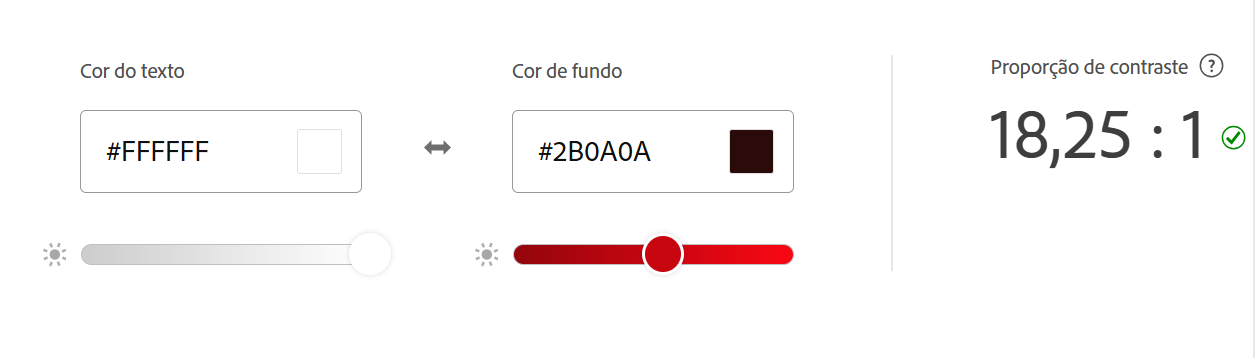 Cor do texto
#FFFFFF
Cor de fundo
#2B0A0A
Proporção de contraste ?
18,25 : 1